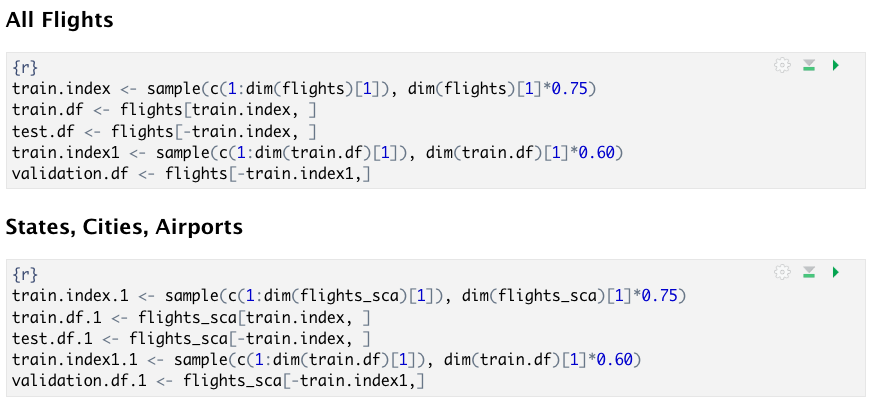 All Flights
{r}
train.index <- sample(c(1:dim(flights)[1]), dim(flights)[1]*0.75)
train.df <- flights[train.index, ]
test.df <- flights[-train.index, ]
train.index1 <- sample(c(1:dim(train.df)[1]), dim(train.df)[1]*0.60)
validation.df <- flights[-train.index1,]
States, Cities, Airports
{r}
train.index.1 <- sample(c(1:dim(flights_sca)[1]), dim(flights_sca)[1]*0.75)
train.df.1 <- flights_sca[train.index, ]
test.df.1 <- flights_sca[-train.index, ]
train.index1.1 <- sample(c(1:dim(train.df)[1]), dim(train.df)[1]*0.60)
validation.df.1 <- flights_sca[-train.index1,]